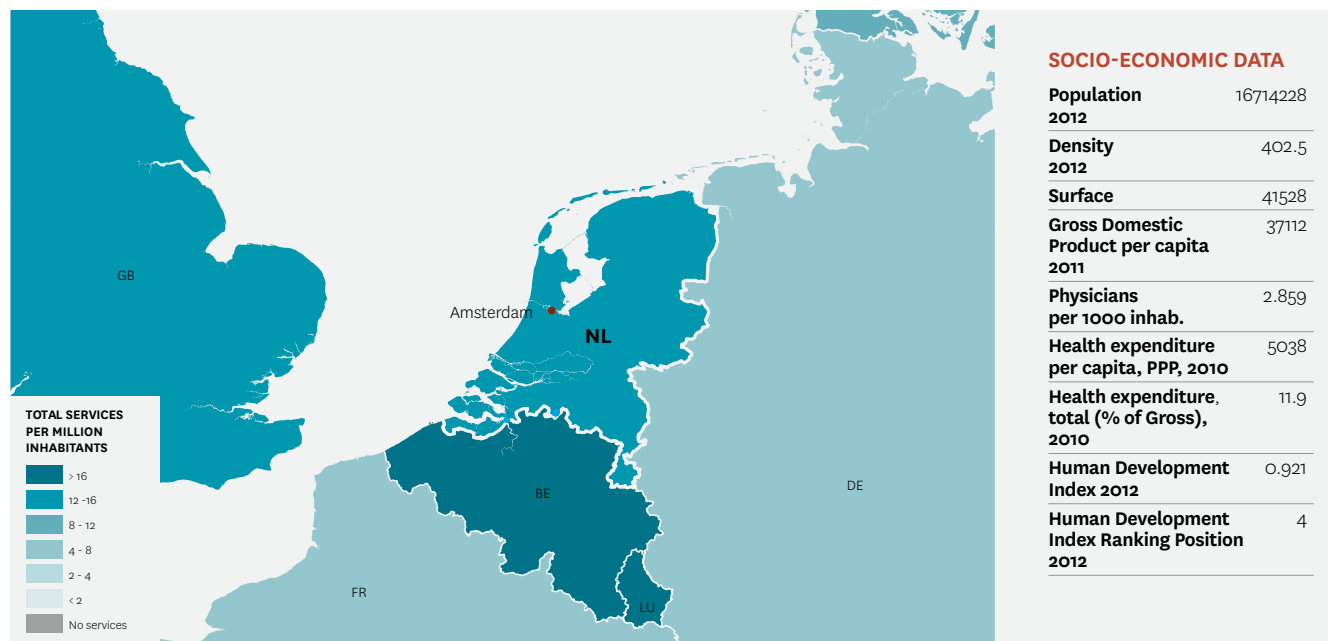 GB
Amsterdam
NL
BE
DE
FR
LU
TOTAL SERVICES
PER MILLION
INHABITANTS
> 16
12 -16
8 - 12
4 - 8
2 - 4
< 2
No services
SOCIO-ECONOMIC DATA
Population 16714228
2012
Density 402.5
2012
Surface 41528
Gross Domestic 37112
Product per capita
2011
Physicians 2.859
per 1000 inhab.
Health expenditure 5038
per capita, PPP, 2010
Health expenditure, 11.9
total (% of Gross),
2010
Human Development 0.921
Index 2012
Human Development 4
Index Ranking Position
2012